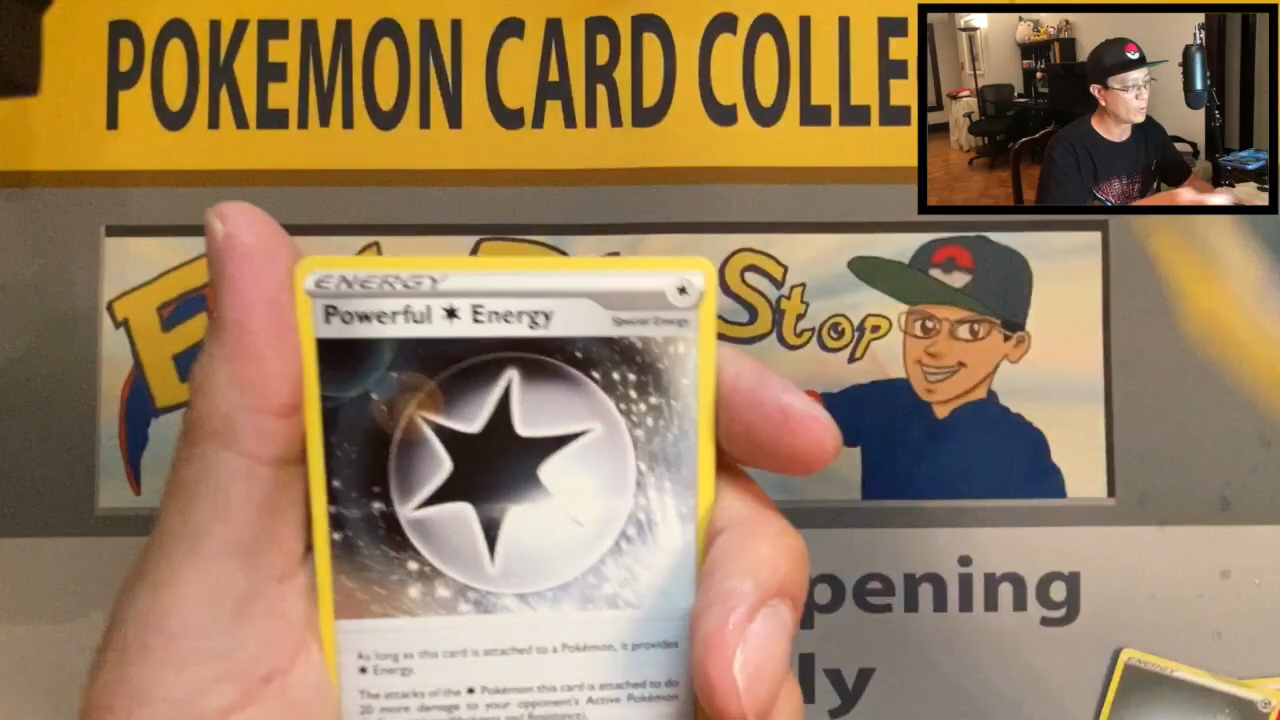 POKEMON CARD COLLE
Stop
ENERGY
Powerful Energy
Special Energy
As long as this card is attached to a Pokémon, it provides
Energy.
The attacks of the Pokémon this card is attached to do
20 more damage to your opponent's Active Pokémon
pening
ly
ENERGY